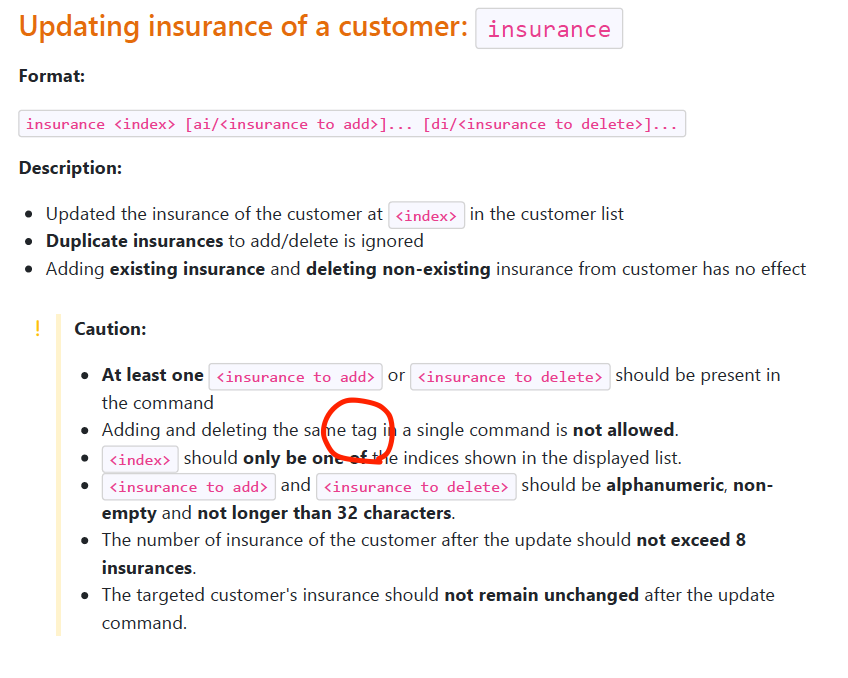 Updating insurance of a customer: insurance
Format:
insurance <index> [ai/<insurance to add>]... [di/<insurance to delete>]...
Description:
• Updated the insurance of the customer at <index> in the customer list
• Duplicate insurances to add/delete is ignored
• Adding existing insurance and deleting non-existing insurance from customer has no effect
! Caution:
• At least one <insurance to add> or <insurance to delete> should be present in
the command
• Adding and deleting the same tag in a single command is not allowed.
• <index> should only be one of the indices shown in the displayed list.
• <insurance to add> and <insurance to delete> should be alphanumeric, non-
empty and not longer than 32 characters.
• The number of insurance of the customer after the update should not exceed 8
insurances.
• The targeted customer's insurance should not remain unchanged after the update
command.